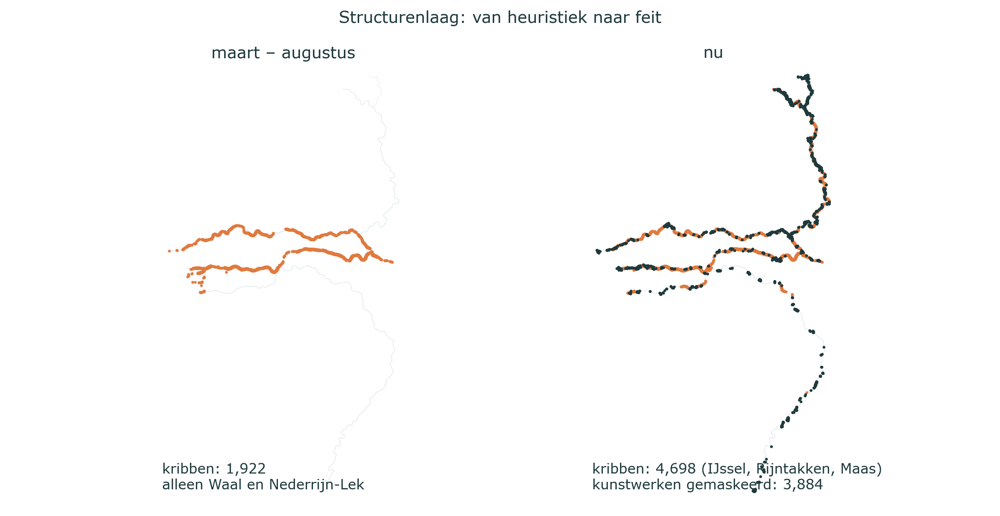 Structurenlaag: van heuristiek naar feit
maart – augustus
nu
kribben: 1,922
alleen Waal en Nederrijn-Lek
kribben: 4,698 (IJssel, Rijntakken, Maas)
kunstwerken gemaskeerd: 3,884